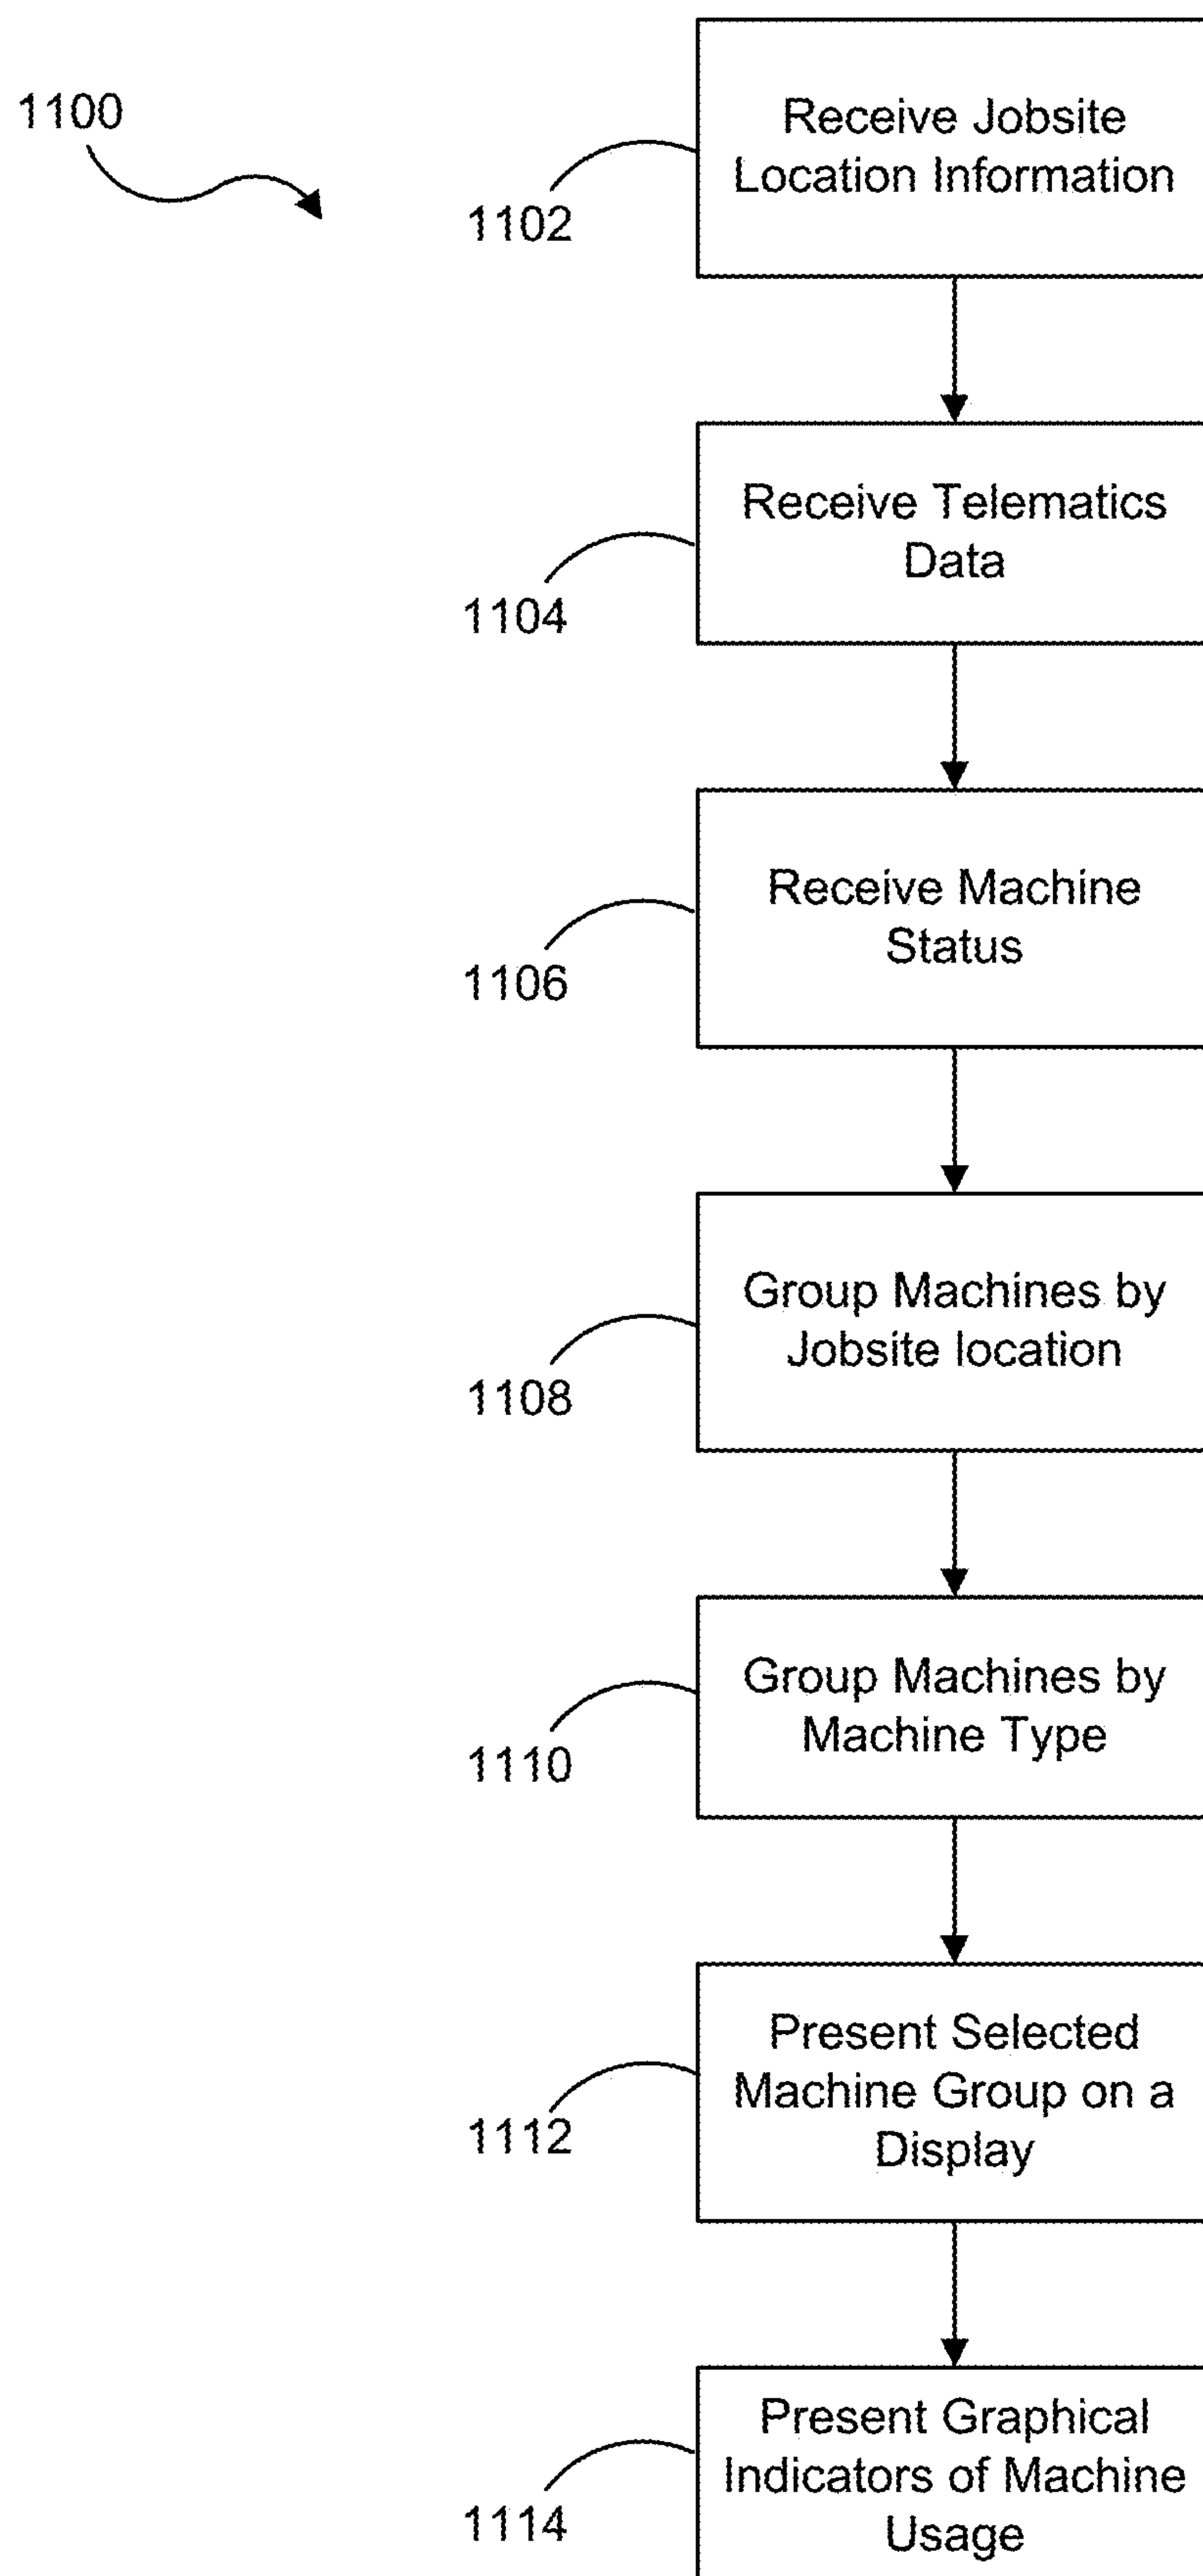 1100
Receive Jobsite
Location Information
1102
Receive Telematics
Data
1104
Receive Machine
Status
1106
Group Machines by
Jobsite location
1108
Group Machines by
Machine Type
1110
Present Selected
Machine Group on a
Display
1112
Present Graphical
Indicators of Machine
Usage
1114